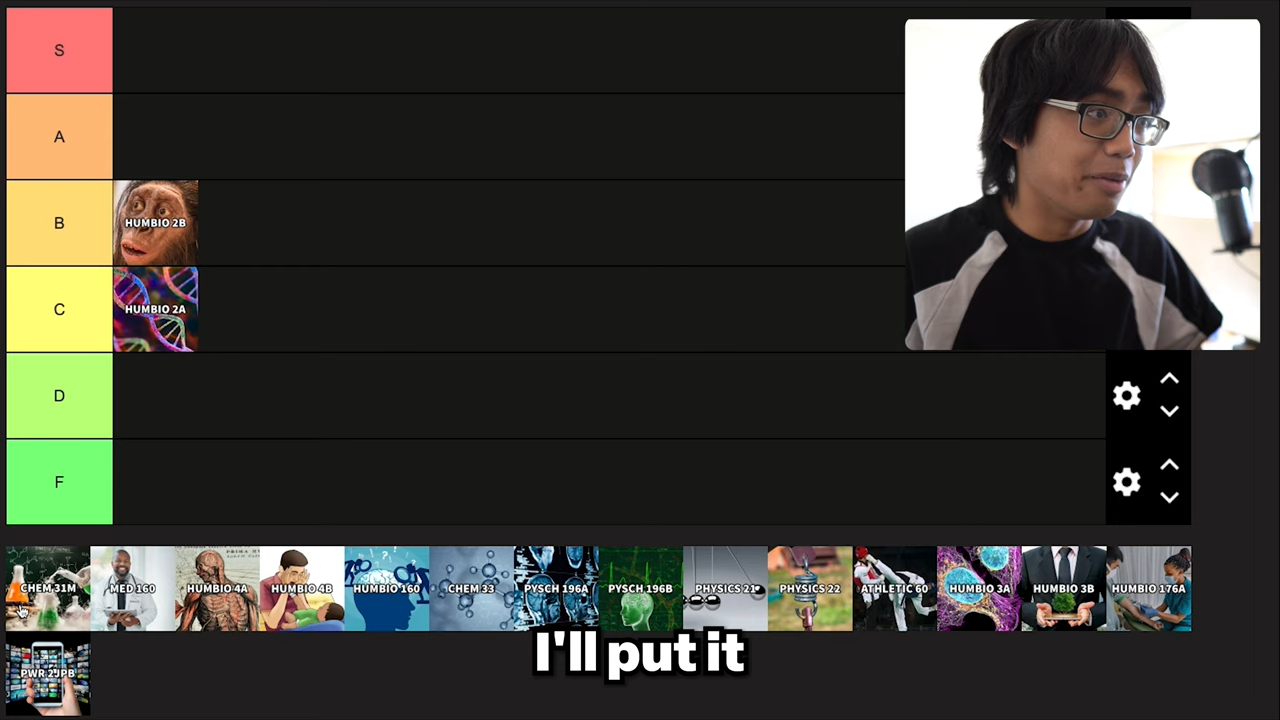 S
A
B
HUMBIO 2B
C
HUMBIO 2A
D
F
CHEM 31M
MED 160
HUMBIO 4A
HUMBIO 4B
HUMBIO 160
CHEM 33
PYSCH 196A
PYSCH 196B
PHYSICS 21
PHYSICS 22
ATHLETIC 60
HUMBIO 3A
HUMBIO 3B
HUMBIO 176A
PWR 2JPB
I'll put it